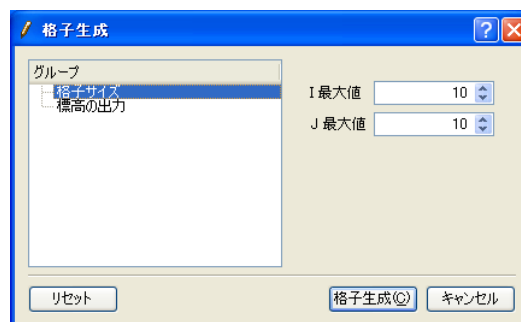 格子生成
グループ
格子サイズ
標高の出力
I 最大値 10
J 最大値 10
リセット 格子生成(C) キャンセル